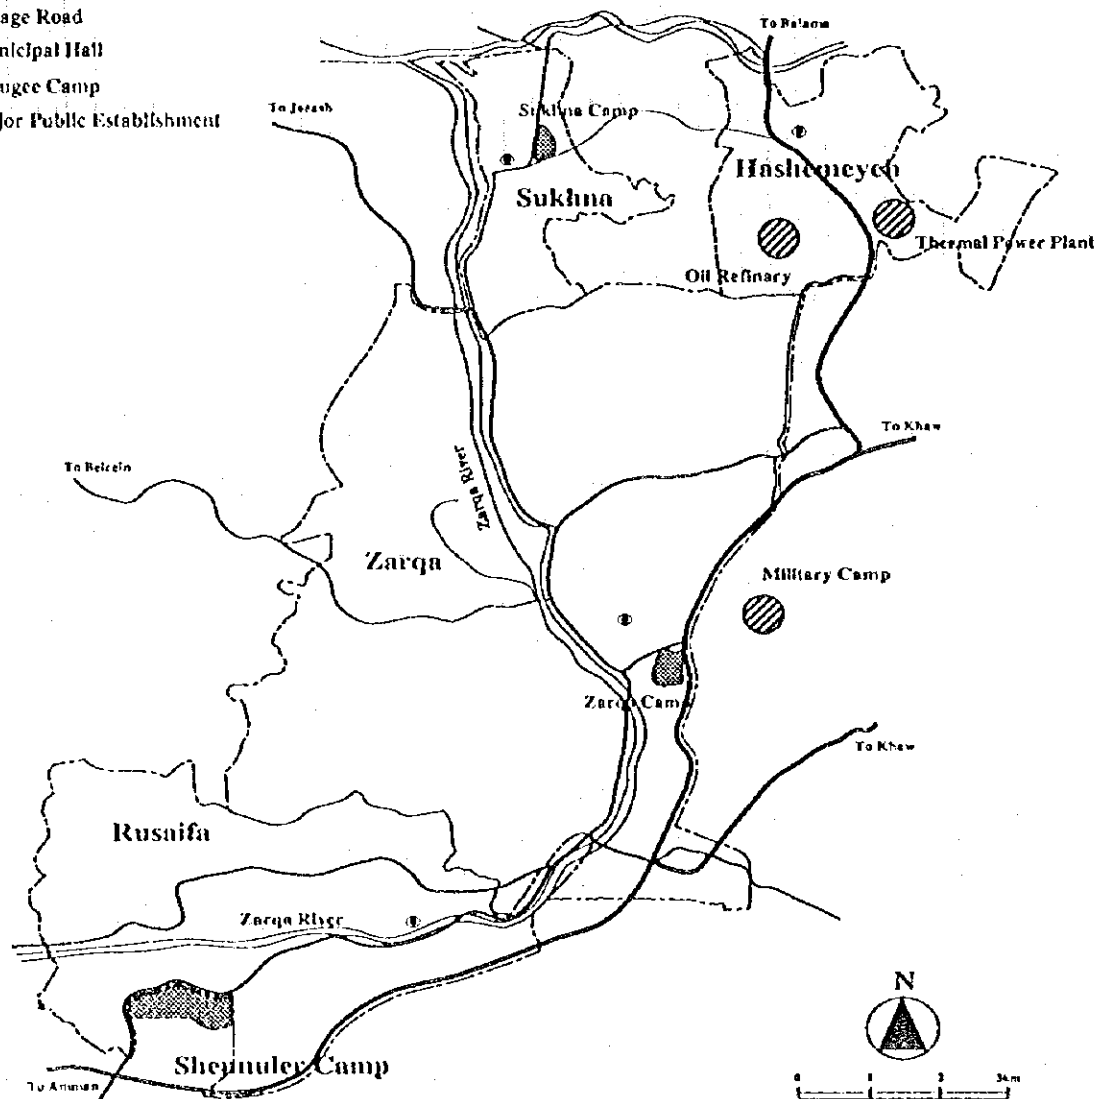 age Road
nicipal Hall
ugee Camp
jor Public Establishment
To Balama
To Jerash
Sukhna Camp
Hashemeyeh
Sukhna
Thermal Power Plant
Oil Refinary
To Khaw
To Beirein
Zarqa River
Zarqa
Military Camp
Zarqa Camp
To Khaw
Rusaifa
Zarqa River
N
Camp
To Amman
0